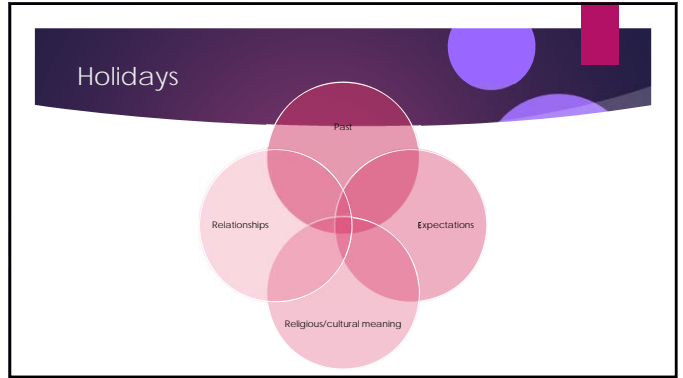 Holidays
Past
Relationships
Expectations
Religious/cultural meaning